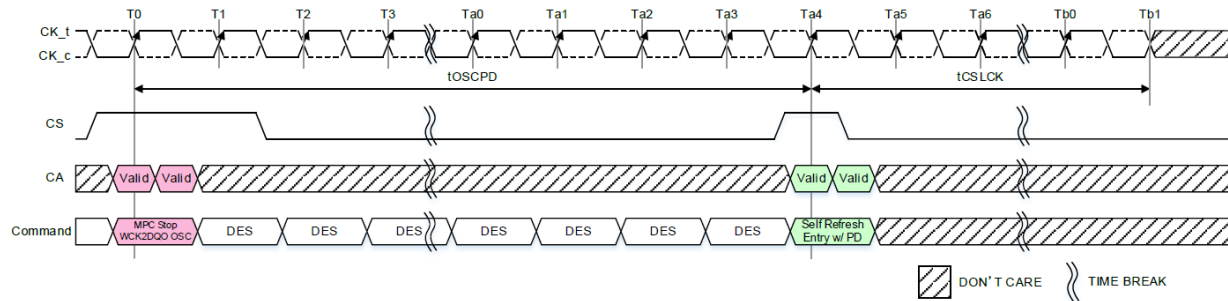 T0 T1 T2 T3 Ta0 Ta1 Ta2 Ta3 Ta4 Ta5 Ta6 Tb0 Tb1
CK_t
CK_c
tOSCPD tCSLCK
CS
CA Valid Valid Valid Valid
Command MPC Stop WCK2DQO OSC DES DES DES DES DES DES DES Self Refresh Entry w/ PD
DON'T CARE TIME BREAK